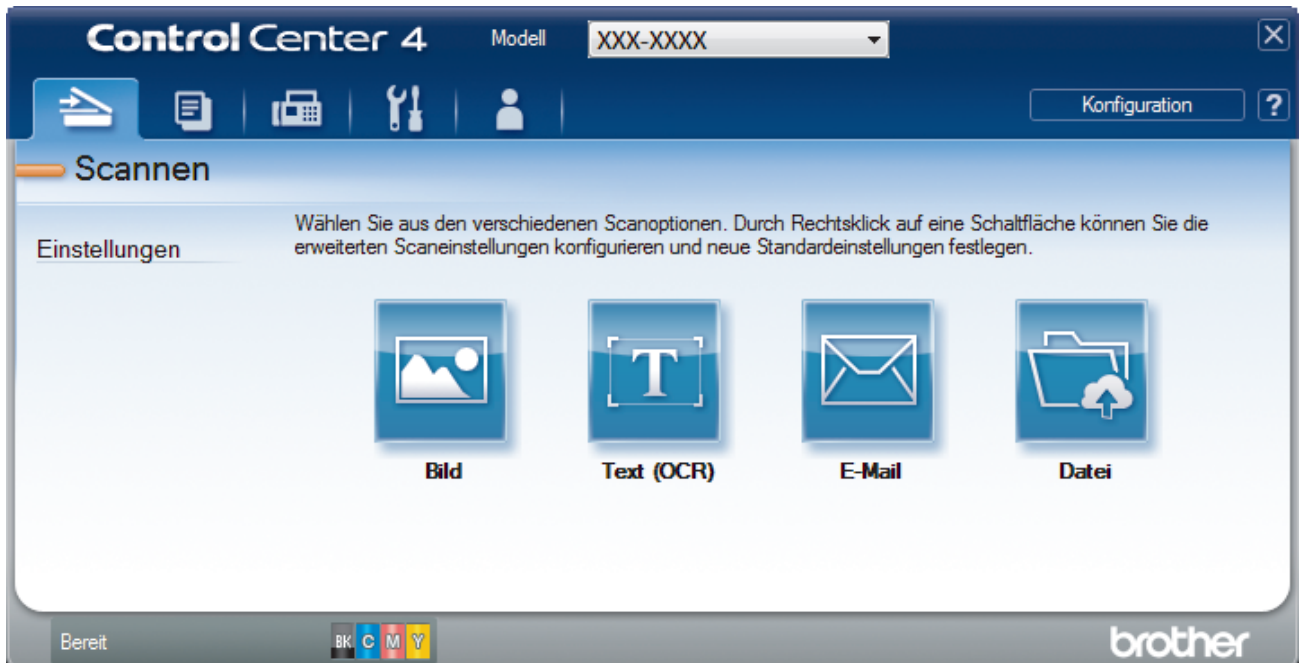 Control Center 4 Modell XXX-XXXX
Konfiguration ?
Scannen
Einstellungen
Wählen Sie aus den verschiedenen Scanoptionen. Durch Rechtsklick auf eine Schaltfläche können Sie die
erweiterten Scaneinstellungen konfigurieren und neue Standardeinstellungen festlegen.
T
Bild Text (OCR) E-Mail Datei
Bereit BK C M Y brother